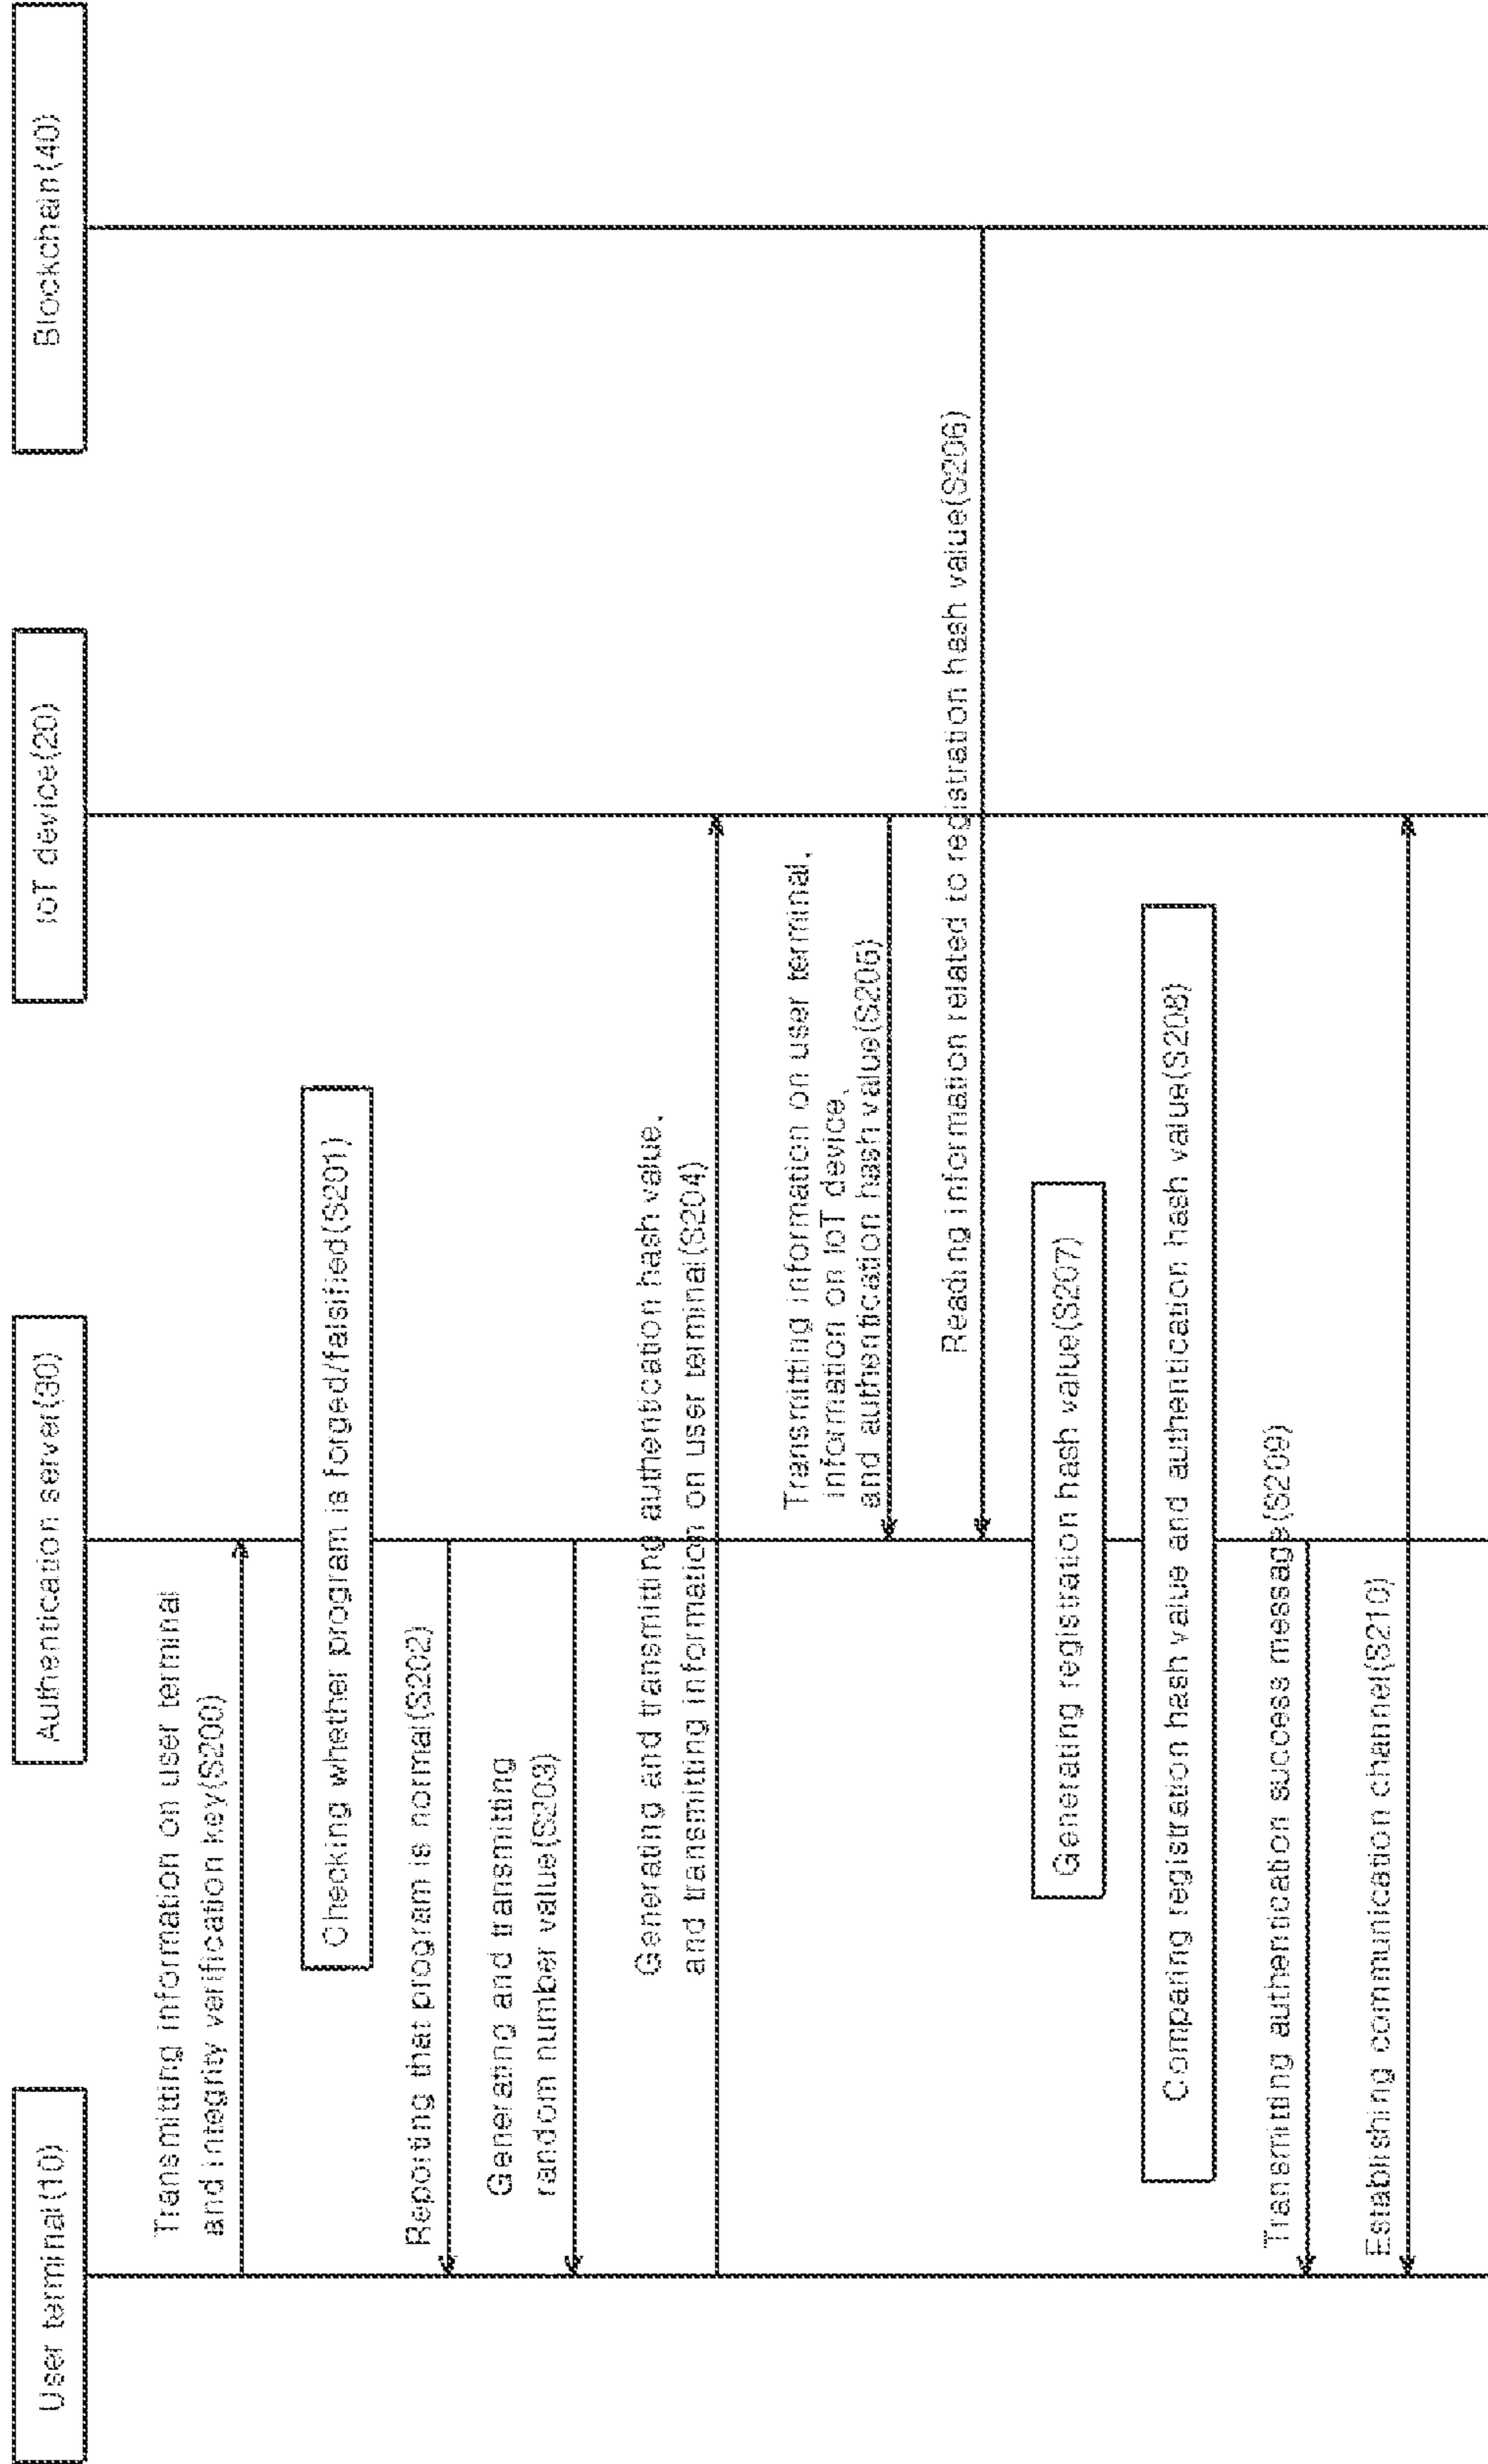 User terminal(10)
Authentication server(30)
IoT device(20)
Blockchain(40)
Transmitting information on user terminal
and integrity verification key(S200)
Checking whether program is forged/falsified(S201)
Reporting that program is normal(S202)
Generating and transmitting
random number value(S203)
Generating and transmitting authentication hash value,
and transmitting information on user terminal(S204)
Transmitting information on user terminal,
information on IoT device,
and authentication hash value(S205)
Reading information related to registration hash value(S206)
Generating registration hash value(S207)
Comparing registration hash value and authentication hash value(S208)
Transmitting authentication success message(S209)
Establishing communication channel(S210)